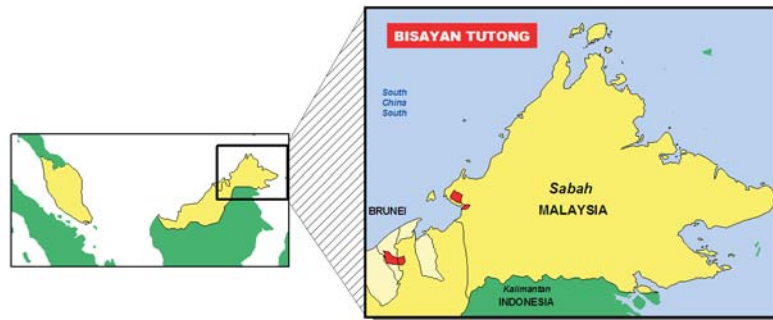 BISAYAN TUTONG
South
China
South
Sabah
MALAYSIA
BRUNEI
Kalimantan
INDONESIA